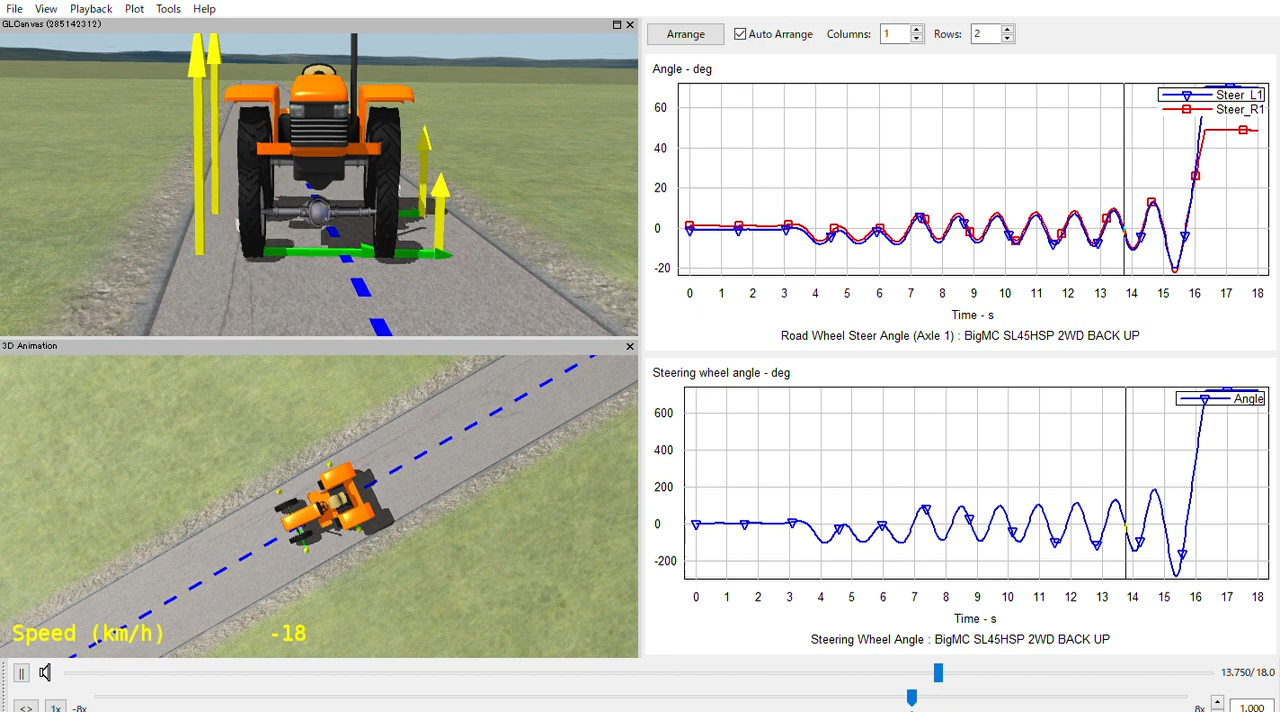 File View Playback Plot Tools Help
GLCanvas (285142312)
3D Animation
Speed (km/h) -18
Arrange Auto Arrange Columns: 1 Rows: 2
Angle - deg
Steer_L1
Steer_R1
60
40
20
0
-20
0 1 2 3 4 5 6 7 8 9 10 11 12 13 14 15 16 17 18
Time - s
Road Wheel Steer Angle (Axle 1) : BigMC SL45HSP 2WD BACK UP
Steering wheel angle - deg
Angle
600
400
200
0
-200
0 1 2 3 4 5 6 7 8 9 10 11 12 13 14 15 16 17 18
Time - s
Steering Wheel Angle : BigMC SL45HSP 2WD BACK UP
13.750/18.0
<> 1x -8x 8x 1.000